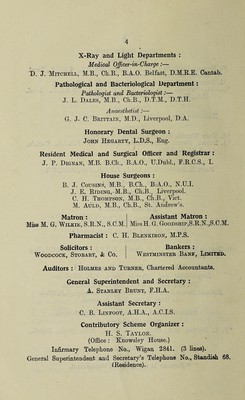 4
X-Ray and Light Departments :
Medical Officer-in-Charge :—
D. J. MITCHELL, M.B., Ch.B., B.A.O. Belfast, D.M.R.E. Cantab.
Pathological and Bacteriological Department :
Pathologist and Bacteriologist :—
J. L. DALES, M.B., Ch.B., D.T.M., D.T.H.
Anaesthetist :—
G. J. C. BRITTAIN, M.D., Liverpool, D.A.
Honorary Dental Surgeon :
JOHN HEGARTY, L.D.S., Eng.
Resident Medical and Surgical Officer and Registrar :
J. P. DIGNAN, M.B. B.Ch., B.A.O., U.Dubl., F.R.C.S., I.
House Surgeons :
B. J. COUSINS, M.B., B.Ch., B.A.O., N.U.I.
J. E. RIDING, M.B., Ch.B., Liverpool.
C. H. THOMPSON, M.B., Ch.B., Vict.
M. AULD, M.B., Ch.B., St. Andrew's.
Matron : Assistant Matron :
Miss M. G. WILKIN, S.R.N., S.C.M. Miss H. G. GOODSHIP, S.R.N., S.C.M.
Pharmacist : C. H. BLENKIRON, M.P.S.
Solicitors : Bankers :
WOODCOCK, STOBART, & CO. WESTMINSTER BANK, LIMITED.
Auditors : HOLMES AND TURNER, Chartered Accountants.
General Superintendent and Secretary :
A. STANLEY BRUNT, F.H.A.
Assistant Secretary :
C. B. LINFOOT, A.H.A., A.C.I.S.
Contributory Scheme Organizer :
H. S. TAYLOR.
(Office : Knowsley House.)
Infirmary Telephone No., Wigan 2841. (3 lines).
General Superintendent and Secretary's Telephone No., Standish 68.
(Residence).